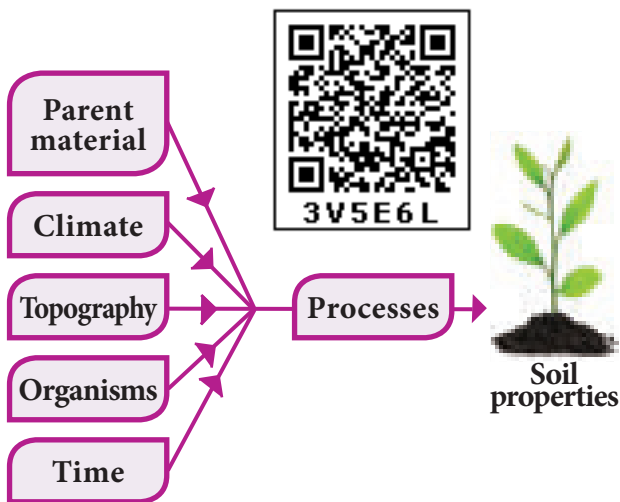 Parent
material
Climate
Topography
Organisms
Time
3V5E6L
Processes
Soil
properties